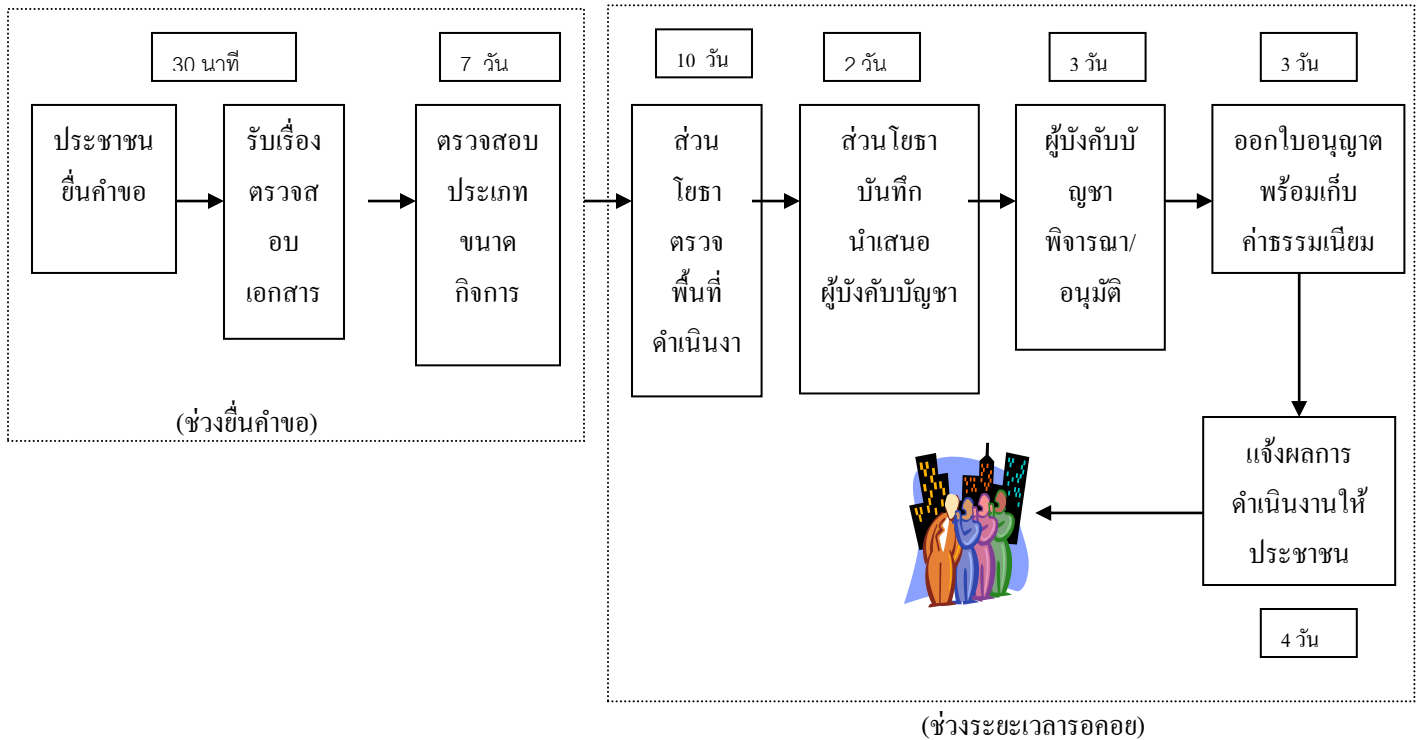 30 นาที
7 วัน
10 วัน
2 วัน
3 วัน
3 วัน
ประชาชน
ยื่นคำขอ
รับเรื่อง
ตรวจส
อบ
เอกสาร
ตรวจสอบ
ประเภท
ขนาด
กิจการ
ส่วน
โยธา
ตรวจ
พื้นที่
ดำเนินงา
ส่วนโยธา
บันทึก
นำเสนอ
ผู้บังคับบัญชา
ผู้บังคับบั
ญชา
พิจารณา/
อนุมัติ
ออกใบอนุญาต
พร้อมเก็บ
ค่าธรรมเนียม
(ช่วงยื่นคำขอ)
แจ้งผลการ
ดำเนินงานให้
ประชาชน
4 วัน
(ช่วงระยะเวลารอคอย)